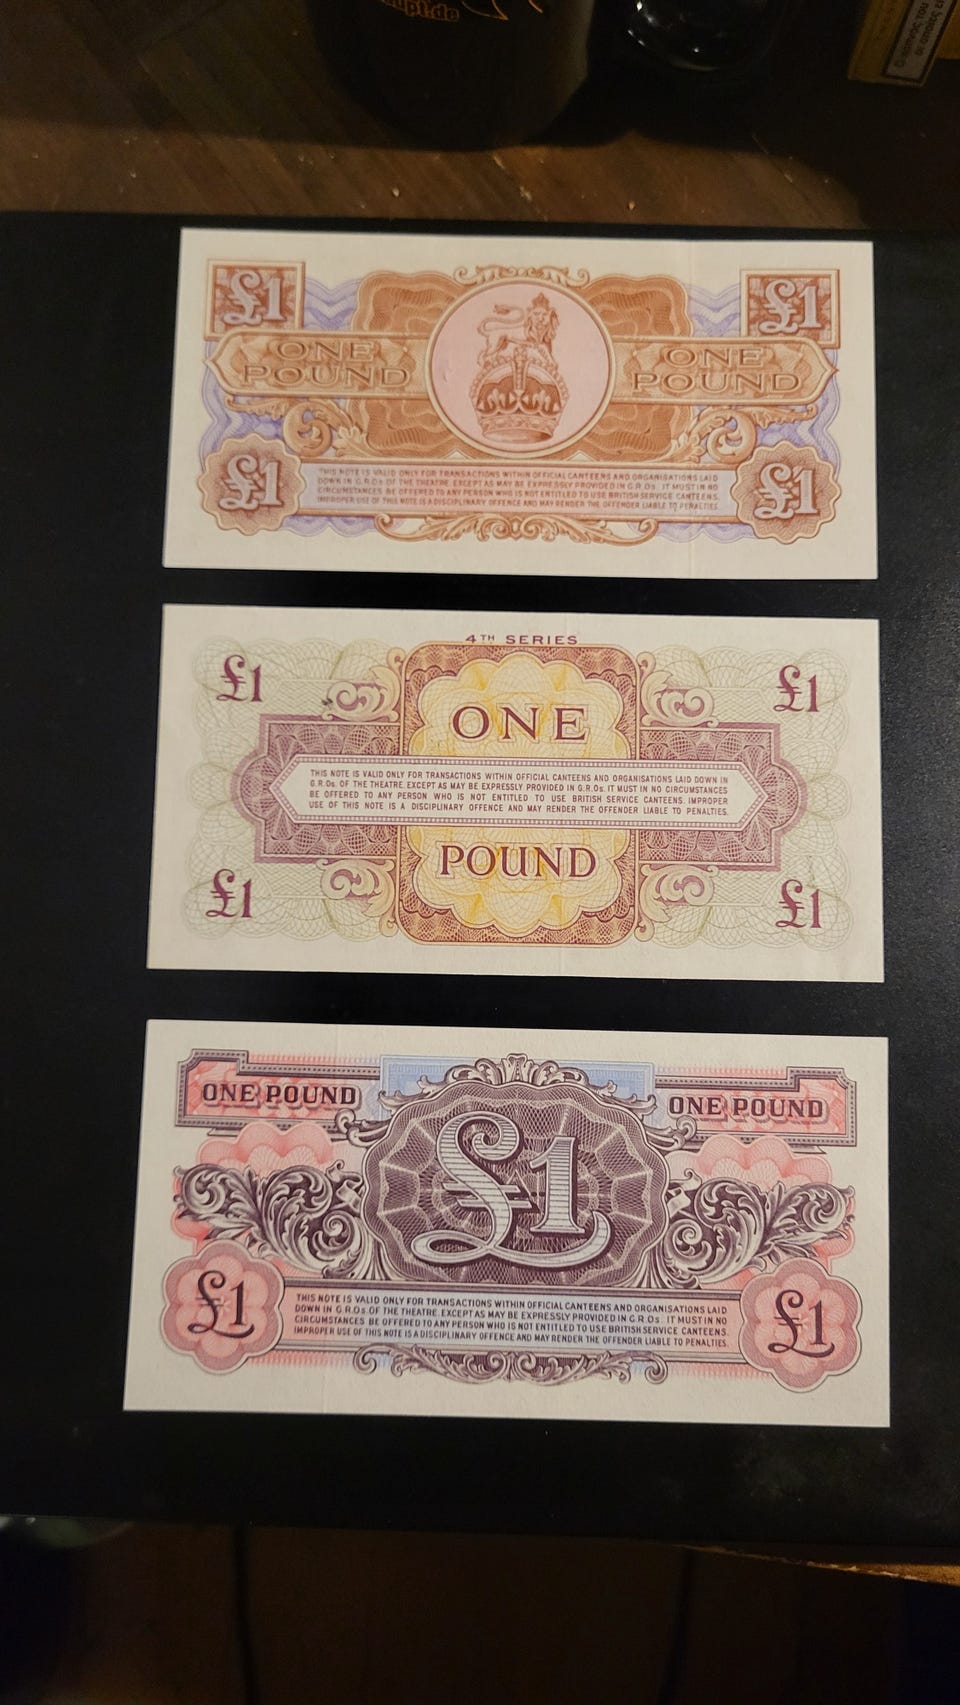 £1
£1
ONE
POUND
ONE
POUND
£1
£1
THIS NOTE IS VALID ONLY FOR TRANSACTIONS WITHIN OFFICIAL CANTEENS AND ORGANISATIONS LAID
DOWN IN G.R.Os. OF THE THEATRE. EXCEPT AS MAY BE EXPRESSLY PROVIDED IN G.R.Os. IT MUST IN NO
CIRCUMSTANCES BE OFFERED TO ANY PERSON WHO IS NOT ENTITLED TO USE BRITISH SERVICE CANTEENS.
IMPROPER USE OF THIS NOTE IS A DISCIPLINARY OFFENCE AND MAY RENDER THE OFFENDER LIABLE TO PENALTIES.
4TH SERIES
£1
£1
ONE
THIS NOTE IS VALID ONLY FOR TRANSACTIONS WITHIN OFFICIAL CANTEENS AND ORGANISATIONS LAID DOWN IN
G.R.Os. OF THE THEATRE. EXCEPT AS MAY BE EXPRESSLY PROVIDED IN G.R.Os. IT MUST IN NO CIRCUMSTANCES
BE OFFERED TO ANY PERSON WHO IS NOT ENTITLED TO USE BRITISH SERVICE CANTEENS. IMPROPER
USE OF THIS NOTE IS A DISCIPLINARY OFFENCE AND MAY RENDER THE OFFENDER LIABLE TO PENALTIES.
POUND
£1
£1
ONE POUND
ONE POUND
£1
£1
£1
THIS NOTE IS VALID ONLY FOR TRANSACTIONS WITHIN OFFICIAL CANTEENS AND ORGANISATIONS LAID
DOWN IN G.R.Os. OF THE THEATRE. EXCEPT AS MAY BE EXPRESSLY PROVIDED IN G.R.Os. IT MUST IN NO
CIRCUMSTANCES BE OFFERED TO ANY PERSON WHO IS NOT ENTITLED TO USE BRITISH SERVICE CANTEENS.
IMPROPER USE OF THIS NOTE IS A DISCIPLINARY OFFENCE AND MAY RENDER THE OFFENDER LIABLE TO PENALTIES.